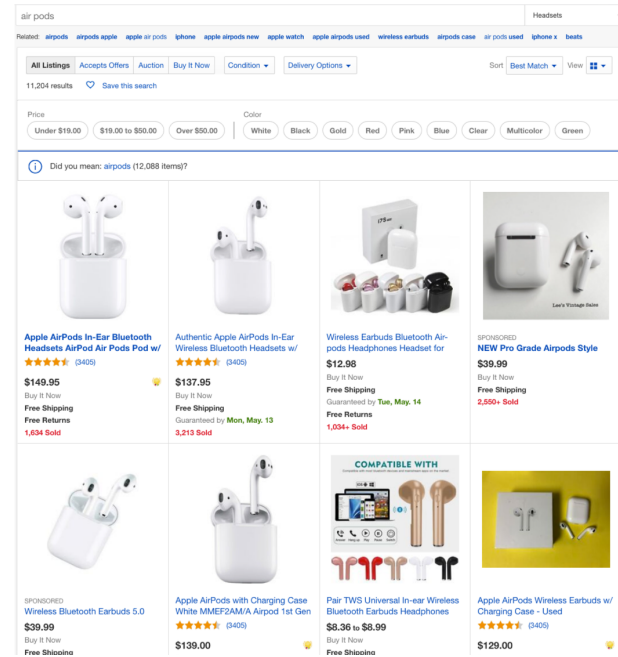 air pods
Headsets
Related: airpods airpods apple apple air pods iphone apple airpods new apple watch apple airpods used wireless earbuds airpods case air pods used iphone x beats
All Listings Accepts Offers Auction Buy It Now Condition Delivery Options Sort Best Match View
11,204 results Save this search
Price Color
Under $19.00 $19.00 to $50.00 Over $50.00 White Black Gold Red Pink Blue Clear Multicolor Green
Did you mean: airpods (12,088 items)?
i7S
Lee's Vintage Sales
Apple AirPods In-Ear Bluetooth
Headsets AirPod Air Pods Pod w/
(3405)
$149.95
Buy It Now
Free Shipping
Free Returns
1,634 Sold
Authentic Apple AirPods In-Ear
Wireless Bluetooth Headsets w/
(3405)
$137.95
Buy It Now
Free Shipping
Guaranteed by Mon, May. 13
3,213 Sold
Wireless Earbuds Bluetooth Air-
pods Headphones Headset for
$12.98
Buy It Now
Free Shipping
Guaranteed by Tue, May. 14
Free Returns
1,034+ Sold
SPONSORED
NEW Pro Grade Airpods Style
$39.99
Buy It Now
Free Shipping
2,550+ Sold
COMPATIBLE WITH
SPONSORED
Wireless Bluetooth Earbuds 5.0
$39.99
Buy It Now
Free Shipping
Apple AirPods with Charging Case
White MMEF2AM/A Airpod 1st Gen
(3405)
$139.00
Pair TWS Universal In-ear Wireless
Bluetooth Earbuds Headphones
$8.36 to $8.99
Buy It Now
Free Shipping
Apple AirPods Wireless Earbuds w/
Charging Case - Used
(3405)
$129.00